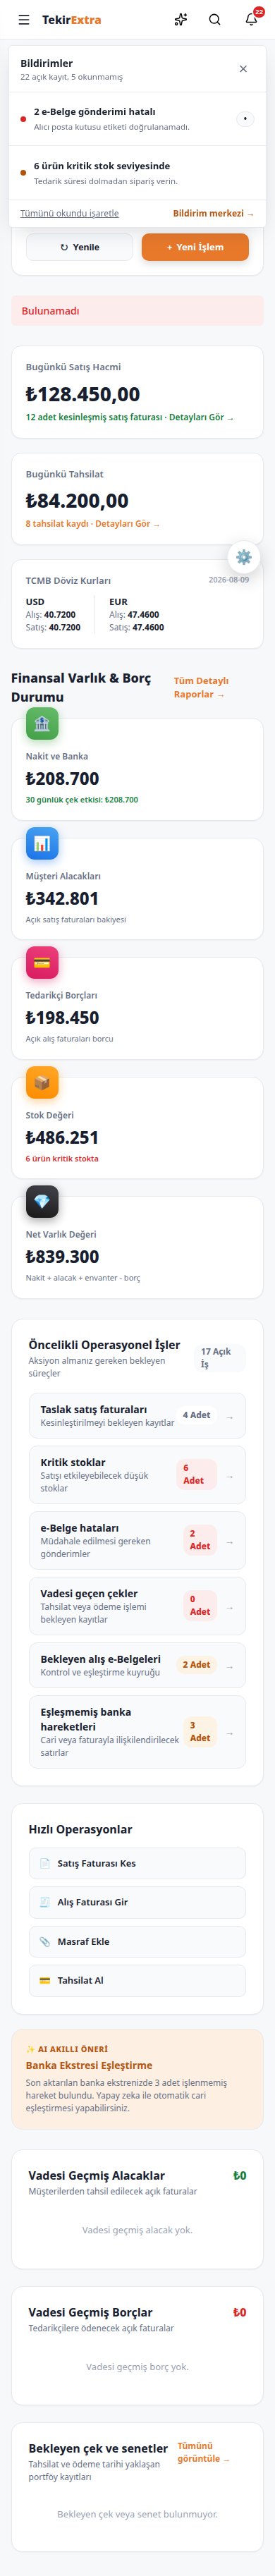 TekirExtra
22
Bildirimler
22 açık kayıt, 5 okunmamış
2 e-Belge gönderimi hatalı
Alıcı posta kutusu etiketi doğrulanamadı.
6 ürün kritik stok seviyesinde
Tedarik süresi dolmadan sipariş verin.
Tümünü okundu işaretle
Bildirim merkezi →
↻ Yenile
+ Yeni İşlem
Bulunamadı
Bugünkü Satış Hacmi
₺128.450,00
12 adet kesinleşmiş satış faturası · Detayları Gör →
Bugünkü Tahsilat
₺84.200,00
8 tahsilat kaydı · Detayları Gör →
TCMB Döviz Kurları
2026-08-09
USD
Alış: 40.7200
Satış: 40.7200
EUR
Alış: 47.4600
Satış: 47.4600
Finansal Varlık & Borç
Durumu
Tüm Detaylı
Raporlar →
Nakit ve Banka
₺208.700
30 günlük çek etkisi: ₺208.700
Müşteri Alacakları
₺342.801
Açık satış faturaları bakiyesi
Tedarikçi Borçları
₺198.450
Açık alış faturaları borcu
Stok Değeri
₺486.251
6 ürün kritik stokta
Net Varlık Değeri
₺839.300
Nakit + alacak + envanter - borç
Öncelikli Operasyonel İşler
Aksiyon almanız gereken bekleyen
süreçler
17 Açık
İş
Taslak satış faturaları
Kesinleştirilmeyi bekleyen kayıtlar
4 Adet →
Kritik stoklar
Satışı etkileyebilecek düşük
stoklar
6
Adet →
e-Belge hataları
Müdahale edilmesi gereken
gönderimler
2
Adet →
Vadesi geçen çekler
Tahsilat veya ödeme işlemi
bekleyen kayıtlar
0
Adet →
Bekleyen alış e-Belgeleri
Kontrol ve eşleştirme kuyruğu
2 Adet →
Eşleşmemiş banka
hareketleri
Cari veya faturayla ilişkilendirilecek
satırlar
3
Adet →
Hızlı Operasyonlar
Satış Faturası Kes
Alış Faturası Gir
Masraf Ekle
Tahsilat Al
✨ AI AKILLI ÖNERİ
Banka Ekstresi Eşleştirme
Son aktarılan banka ekstrenizde 3 adet işlenmemiş
hareket bulundu. Yapay zeka ile otomatik cari
eşleştirmesi yapabilirsiniz.
Vadesi Geçmiş Alacaklar
₺0
Müşterilerden tahsil edilecek açık faturalar
Vadesi geçmiş alacak yok.
Vadesi Geçmiş Borçlar
₺0
Tedarikçilere ödenecek açık faturalar
Vadesi geçmiş borç yok.
Bekleyen çek ve senetler
Tahsilat ve ödeme tarihi yaklaşan
portföy kayıtları
Tümünü
görüntüle →
Bekleyen çek veya senet bulunmuyor.